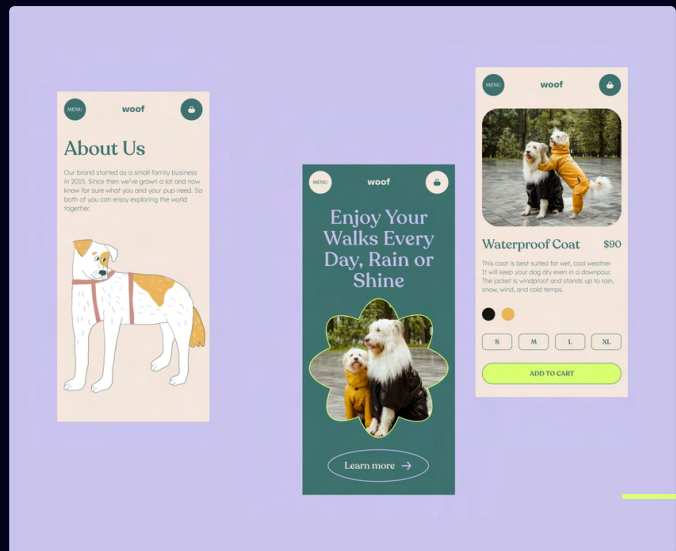 MENU
woof
About Us
Our brand started as a small family business
in 2015. Since then we've grown a lot and now
know for sure what you and your pup need. So
both of you can enjoy exploring the world
together.
MENU
woof
Enjoy Your
Walks Every
Day, Rain or
Shine
Learn more
MENU
woof
Waterproof Coat $90
This coat is best suited for wet, cool weather.
It will keep your dog dry even in a downpour.
The jacket is windproof and stands up to rain,
snow, wind, and cold temps.
S M L XL
ADD TO CART